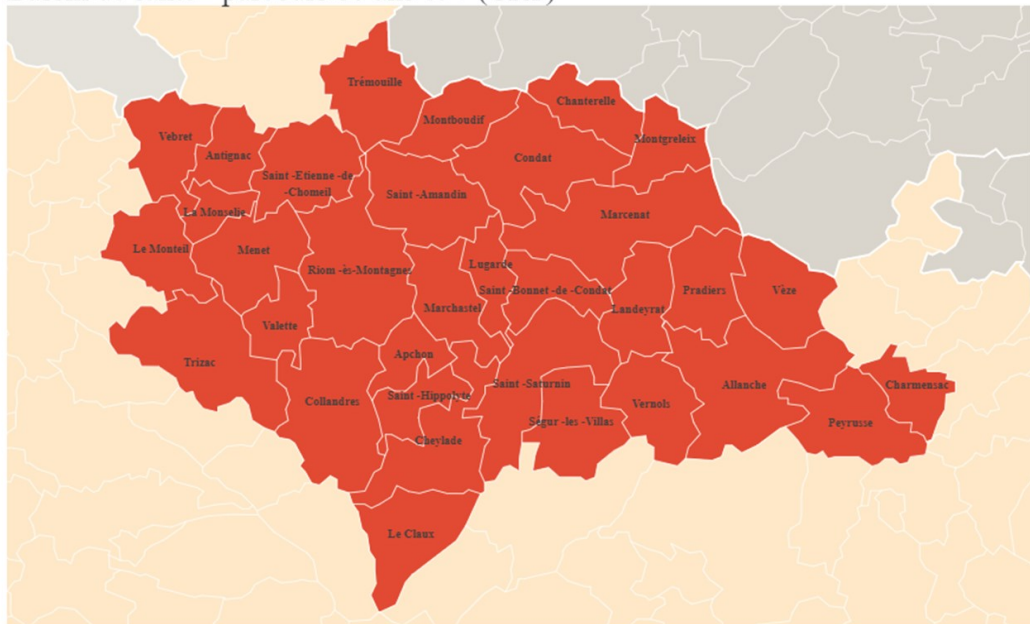 Trémouille
Chanterelle
Montboudif
Vebret
Montgreleix
Antignac
Condat
Saint -Etienne -de-
-Chomeil
Saint -Amandin
La Monselie
Marcenat
Le Monteil
Menet
Lugarde
Riom -ès-Montagnes
Saint -Bonnet -de -Condat
Pradiers
Vèze
Marchastel
Landeyrat
Valette
Apchon
Trizac
Saint -Saturnin
Allanche
Charmensac
Saint -Hippolyte
Collandres
Vernols
Ségur -les -Villas
Peyrusse
Cheylade
Le Claux